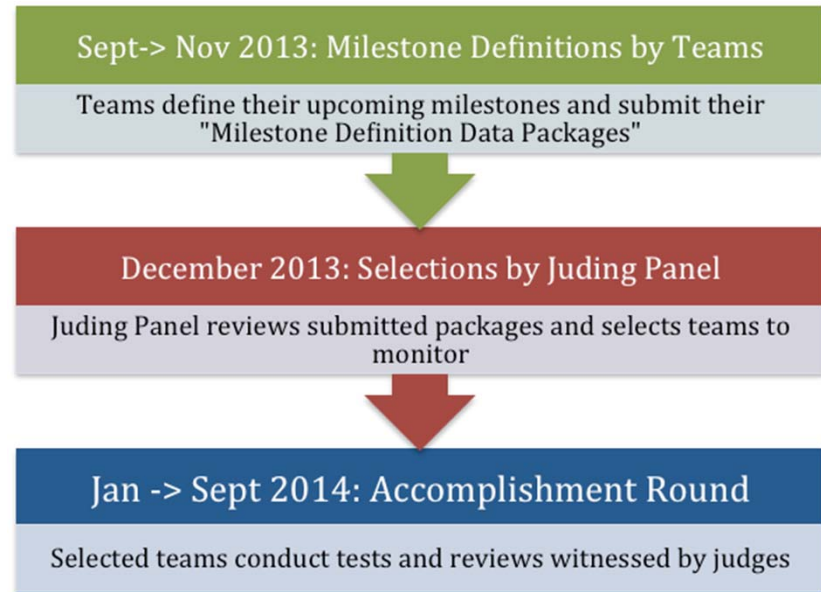 Sept-> Nov 2013: Milestone Definitions by Teams
Teams define their upcoming milestones and submit their
"Milestone Definition Data Packages"
December 2013: Selections by Juding Panel
Juding Panel reviews submitted packages and selects teams to
monitor
Jan -> Sept 2014: Accomplishment Round
Selected teams conduct tests and reviews witnessed by judges